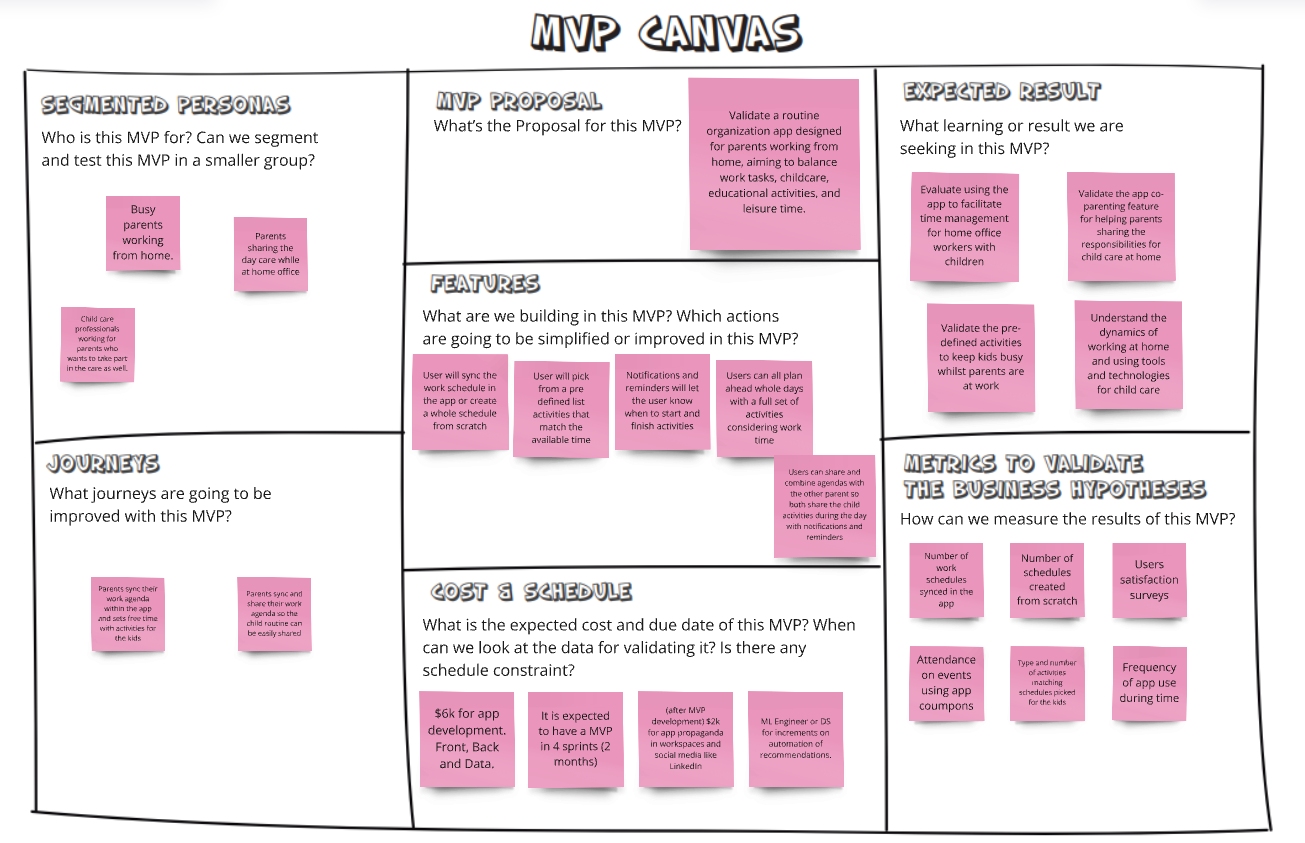 MVP CANVAS
SEGMENTED PERSONAS
Who is this MVP for? Can we segment
and test this MVP in a smaller group?
Busy
parents
working
from home.
Parents
sharing the
day care while
at home office
Child care
professionals
working for
parents who
wants to take part
in the care as well.
JOURNEYS
What journeys are going to be
improved with this MVP?
Parents sync their
work agenda
within the app
and sets free time
with activities for
the kids
Parents sync and
share their work
agenda so the
child routine can
be easily shared
MVP PROPOSAL
What's the Proposal for this MVP?
Validate a routine
organization app designed
for parents working from
home, aiming to balance
work tasks, childcare,
educational activities, and
leisure time.
FEATURES
What are we building in this MVP? Which actions
are going to be simplified or improved in this MVP?
User will sync the
work schedule in
the app or create
a whole schedule
from scratch
User will pick
from a pre
defined list
activities that
match the
available time
Notifications and
reminders will let
the user know
when to start and
finish activities
Users can all plan
ahead whole days
with a full set of
activities
considering work
time
Users can share and
combine agendas with
the other parent so
both share the child
activities during the day
with notifications and
reminders
COST & SCHEDULE
What is the expected cost and due date of this MVP? When
can we look at the data for validating it? Is there any
schedule constraint?
$6k for app
development.
Front, Back
and Data.
It is expected
to have a MVP
in 4 sprints (2
months)
(after MVP
development) $2k
for app propaganda
in workspaces and
social media like
LinkedIn
ML Engineer or DS
for increments on
automation of
recommendations.
EXPECTED RESULT
What learning or result we are
seeking in this MVP?
Evaluate using the
app to facilitate
time management
for home office
workers with
children
Validate the app co-
parenting feature
for helping parents
sharing the
responsibilities for
child care at home
Validate the pre-
defined activities
to keep kids busy
whilst parents are
at work
Understand the
dynamics of
working at home
and using tools
and technologies
for child care
METRICS TO VALIDATE
THE BUSINESS HYPOTHESES
How can we measure the results of this MVP?
Number of
work
schedules
synced in the
app
Number of
schedules
created
from scratch
Users
satisfaction
surveys
Attendance
on events
using app
coumpons
Type and number
of activities
matching
schedules picked
for the kids
Frequency
of app use
during time